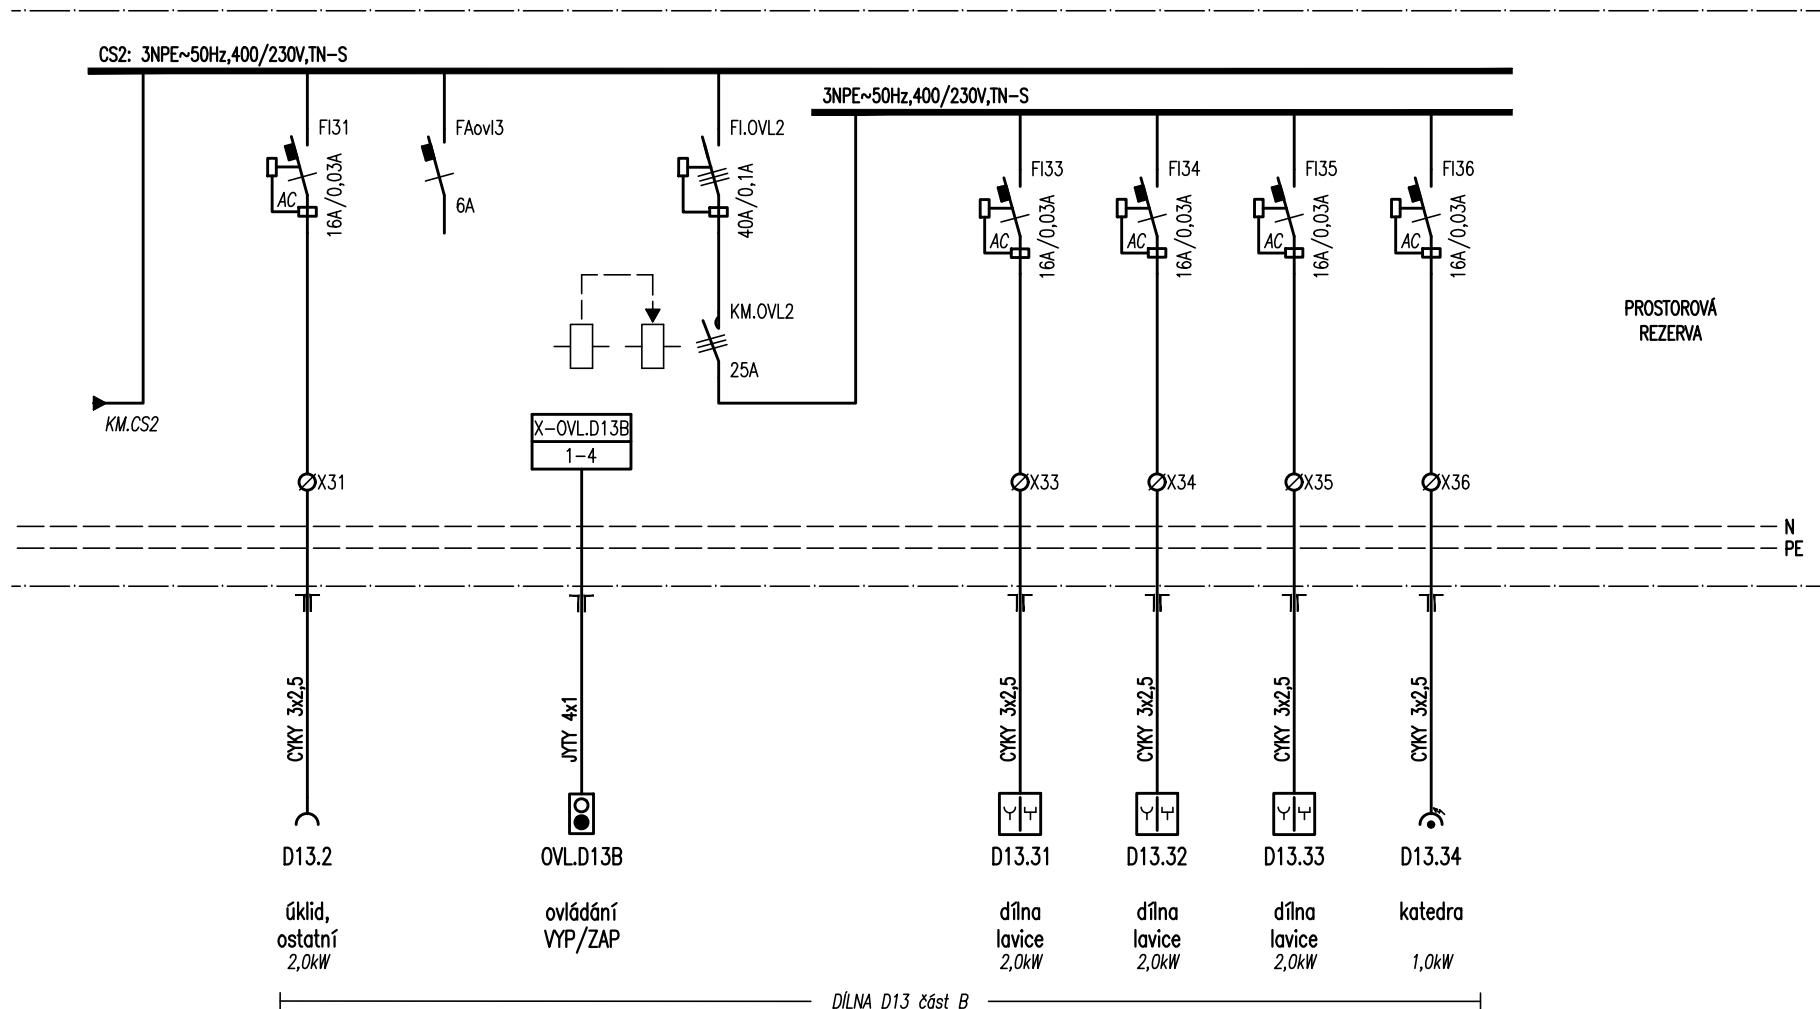 CS2: 3NPE~50Hz,400/230V,TN-S
3NPE~50Hz,400/230V,TN-S
FI31
AC
16A/0,03A
FAovl3
6A
FI.OVL2
40A/0,1A
KM.OVL2
25A
FI33
AC
16A/0,03A
FI34
AC
16A/0,03A
FI35
AC
16A/0,03A
FI36
AC
16A/0,03A
PROSTOROVÁ
REZERVA
KM.CS2
X-OVL.D13B
1-4
X31
X33
X34
X35
X36
N
PE
CYKY 3x2,5
JYTY 4x1
CYKY 3x2,5
CYKY 3x2,5
CYKY 3x2,5
CYKY 3x2,5
D13.2
úklid,
ostatní
2,0kW
OVL.D13B
ovládání
VYP/ZAP
D13.31
dílna
lavice
2,0kW
D13.32
dílna
lavice
2,0kW
D13.33
dílna
lavice
2,0kW
D13.34
katedra
1,0kW
DÍLNA D13 část B